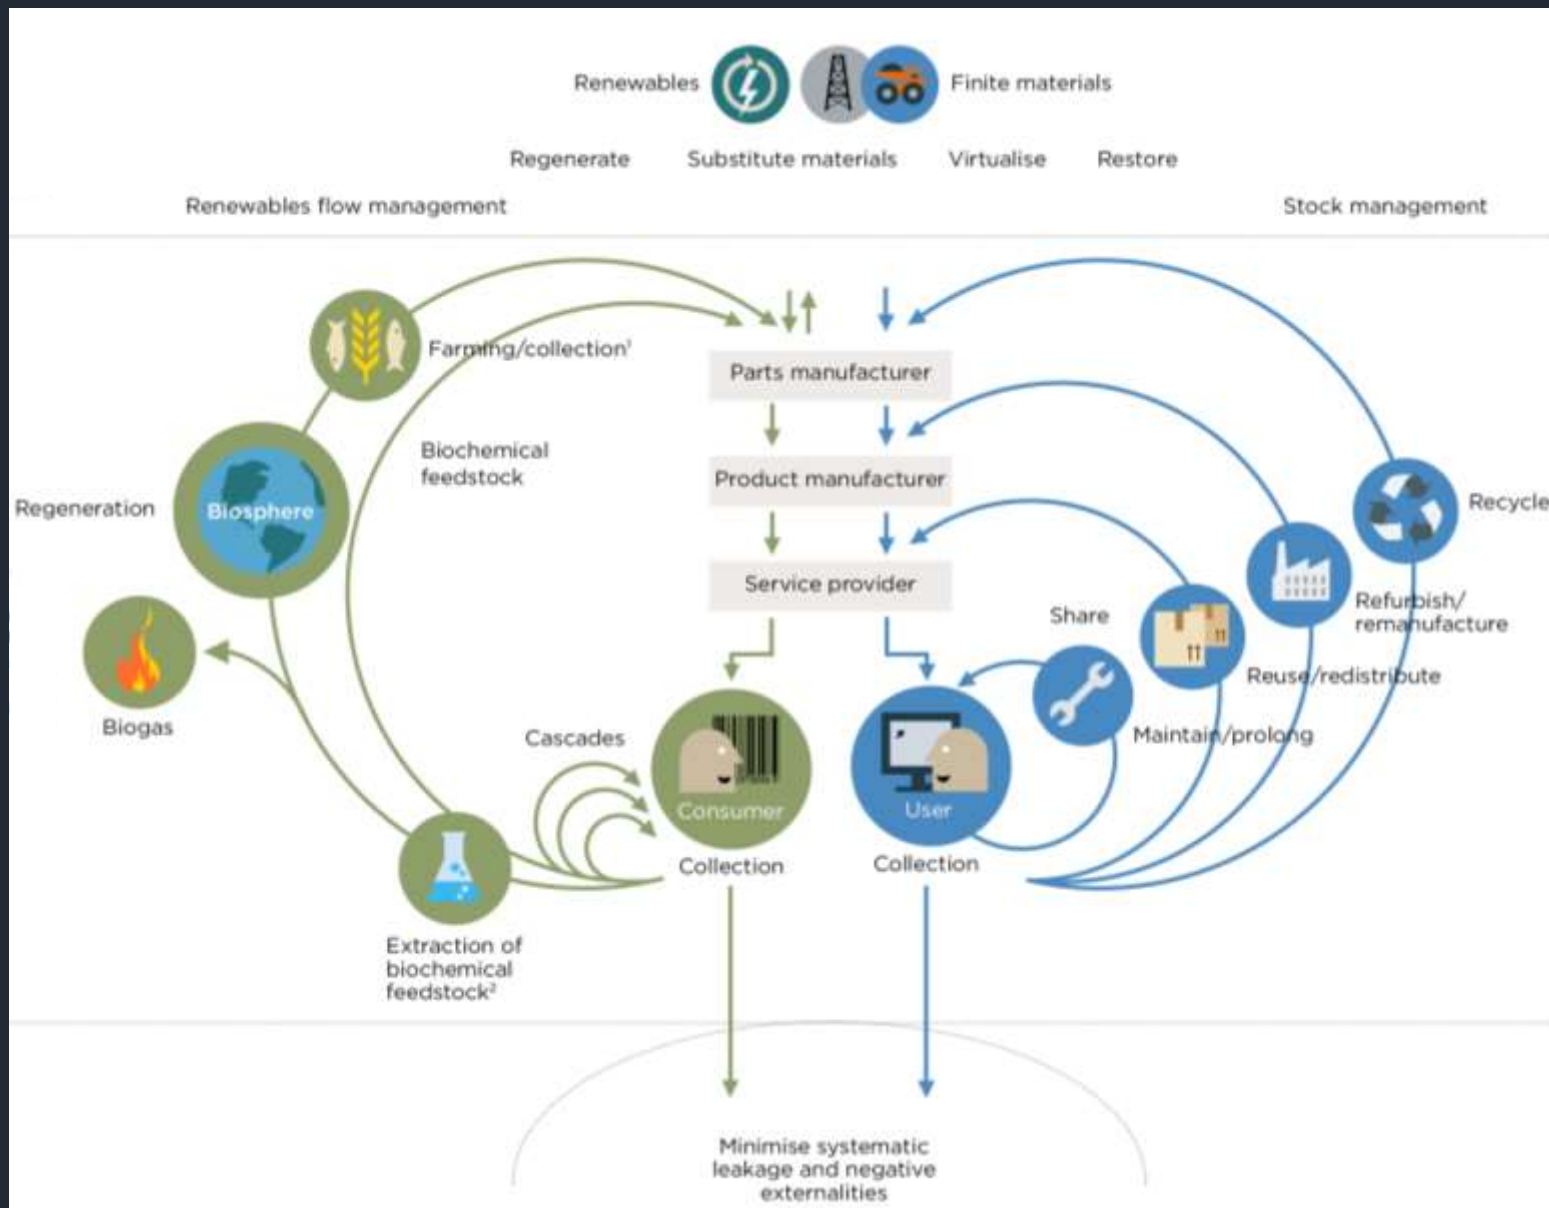 Renewables
Finite materials
Regenerate
Substitute materials
Virtualise
Restore
Renewables flow management
Stock management
Farming/collection¹
Parts manufacturer
Biochemical
feedstock
Product manufacturer
Regeneration
Biosphere
Recycle
Service provider
Share
Refurbish/
remanufacture
Reuse/redistribute
Biogas
Cascades
Maintain/prolong
Consumer
User
Collection
Collection
Extraction of
biochemical
feedstock²
Minimise systematic
leakage and negative
externalities